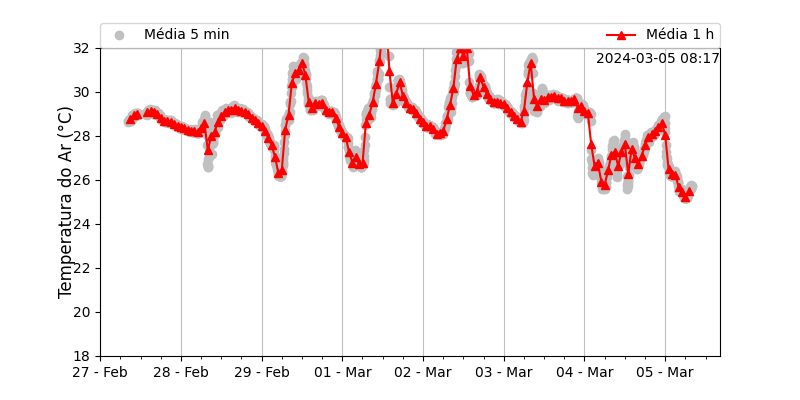 Média 5 min
Média 1 h
2024-03-05 08:17
Temperatura do Ar (°C)
32
30
28
26
24
22
20
18
27 - Feb
28 - Feb
29 - Feb
01 - Mar
02 - Mar
03 - Mar
04 - Mar
05 - Mar